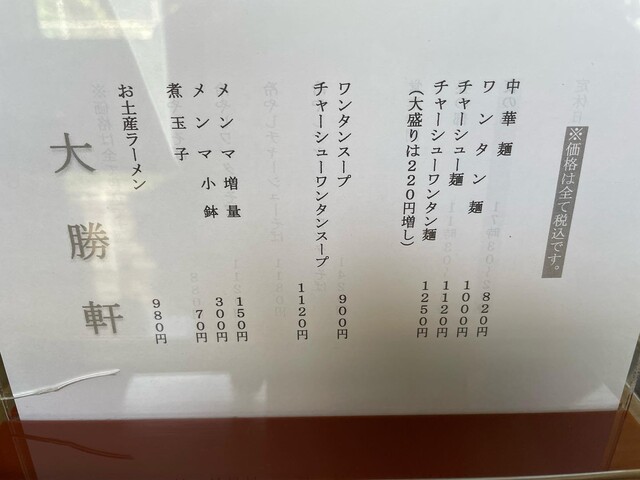 ※価格は全て税込です。
中華麺 820円
ワンタン麺 1000円
チャーシュー麺 1120円
チャーシューワンタン麺 1250円
(大盛りは220円増し)
ワンタンスープ 900円
チャーシューワンタンスープ 1120円
メンマ増量 150円
メンマ小鉢 300円
煮玉子 70円
お土産ラーメン 980円
大勝軒